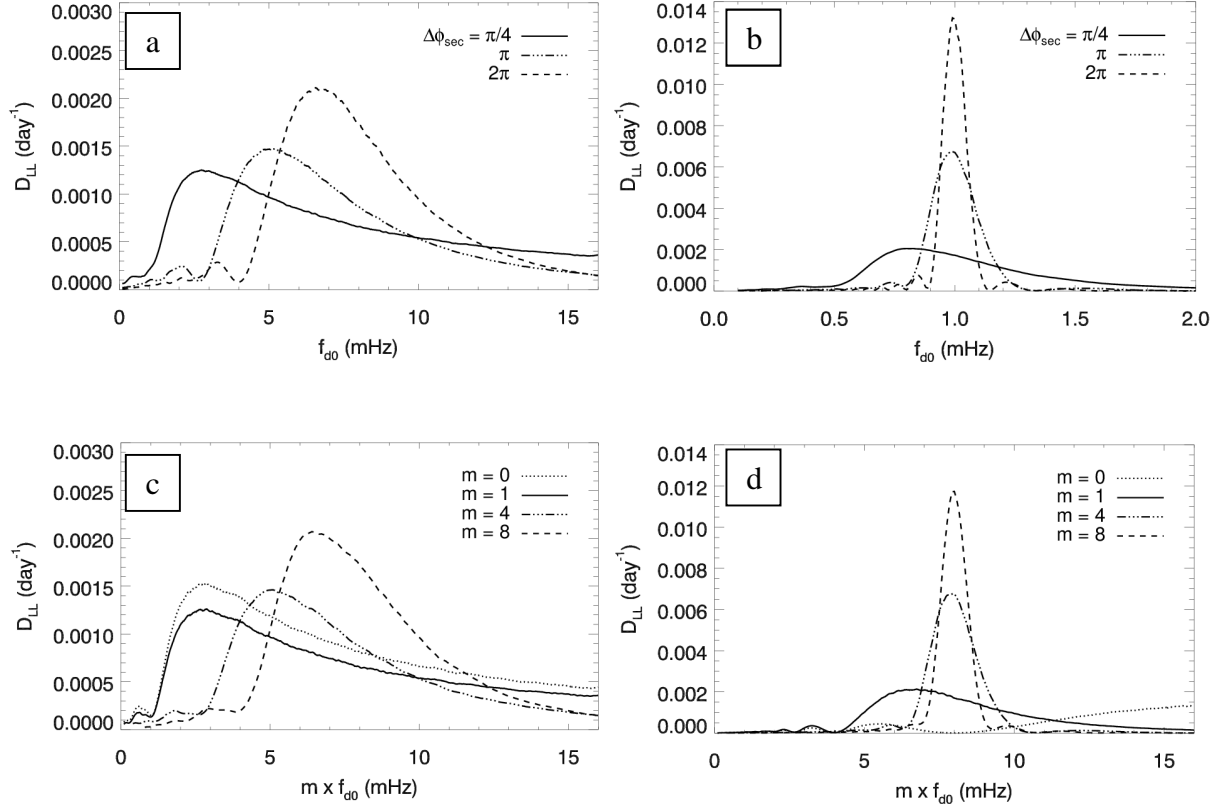 a
0.0030
0.0025
0.0020
0.0015
0.0010
0.0005
0.0000
D_LL (day^-1)
Δϕ_sec = π/4
π
2π
0 5 10 15
f_d0 (mHz)
b
0.014
0.012
0.010
0.008
0.006
0.004
0.002
0.000
D_LL (day^-1)
Δϕ_sec = π/4
π
2π
0.0 0.5 1.0 1.5 2.0
f_d0 (mHz)
c
0.0030
0.0025
0.0020
0.0015
0.0010
0.0005
0.0000
D_LL (day^-1)
m = 0
m = 1
m = 4
m = 8
0 5 10 15
m x f_d0 (mHz)
d
0.014
0.012
0.010
0.008
0.006
0.004
0.002
0.000
D_LL (day^-1)
m = 0
m = 1
m = 4
m = 8
0 5 10 15
m x f_d0 (mHz)